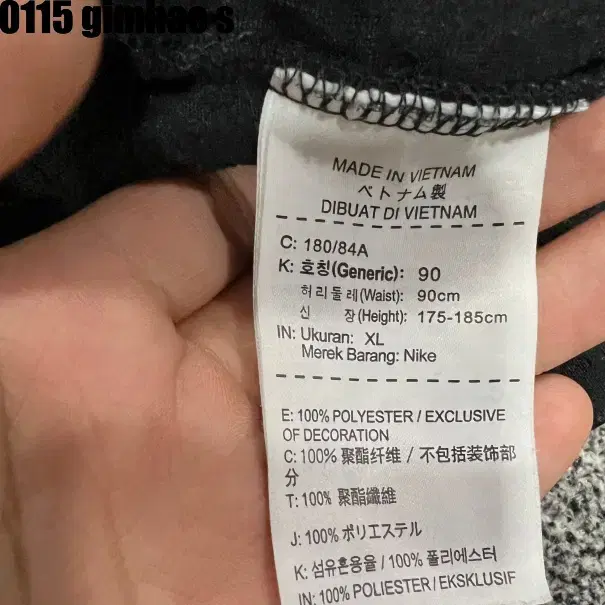 0115 gimhae s
MADE IN VIETNAM
ベトナム製
DIBUAT DI VIETNAM
C: 180/84A
K: 호칭(Generic): 90
허리둘레(Waist): 90cm
신 장(Height): 175-185cm
IN: Ukuran: XL
Merek Barang: Nike
E: 100% POLYESTER / EXCLUSIVE
OF DECORATION
C: 100% 聚酯纤维 / 不包括装饰部
分
T: 100% 聚酯纖維
J: 100% ポリエステル
K: 섬유혼용율 / 100% 폴리에스터
IN: 100% POLIESTER / EKSKLUSIF